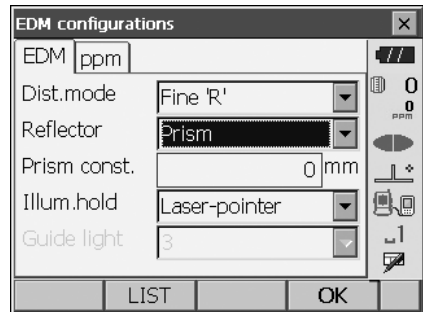 EDM configurations
EDM ppm
Dist.mode Fine 'R'
0
0
ppm
Reflector Prism
Prism const. 0 mm
Illum.hold Laser-pointer
Guide light 3
1
LIST OK